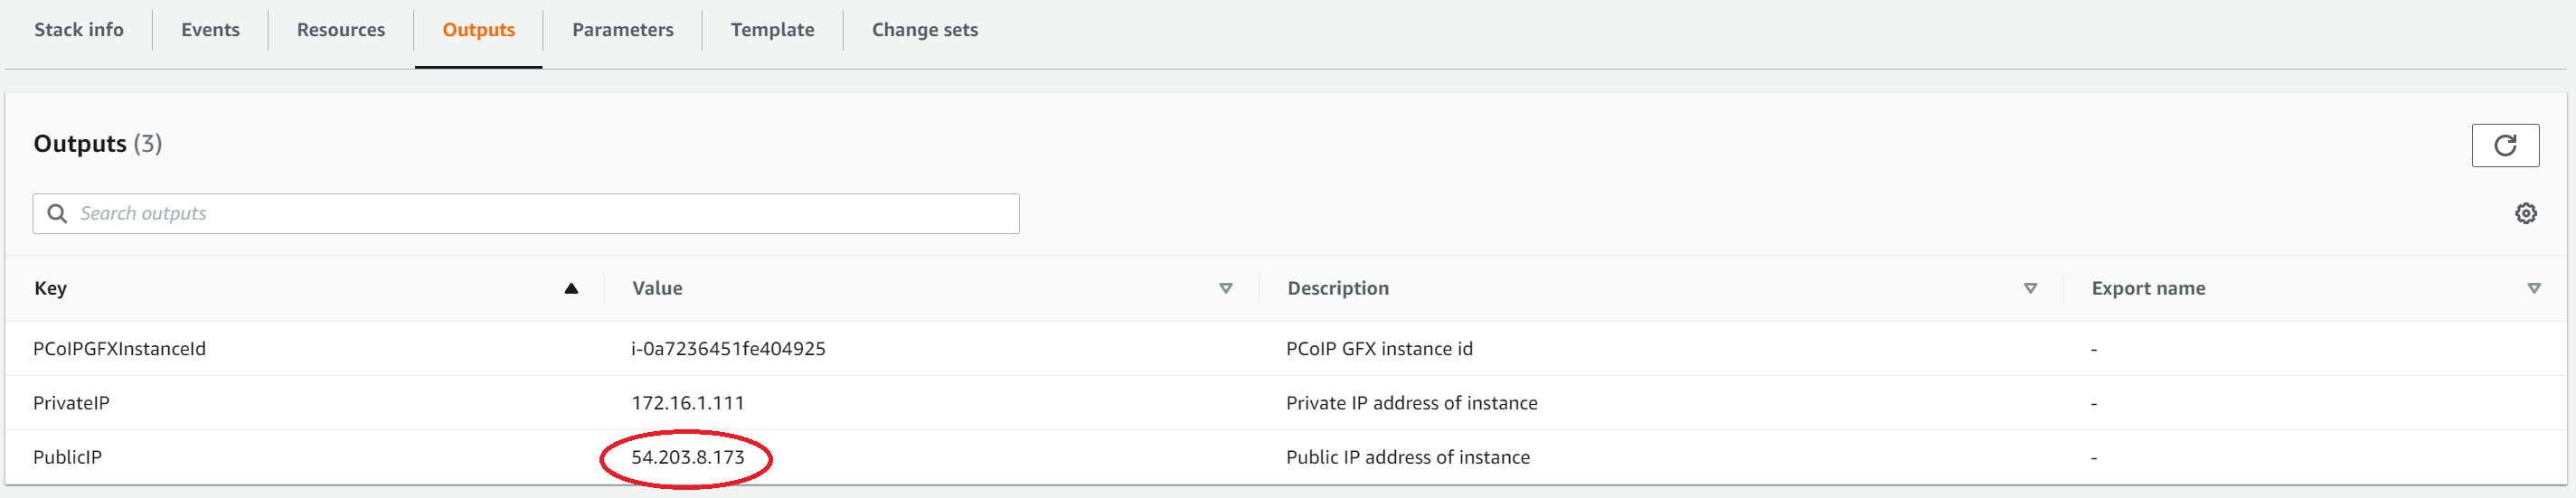 Stack info Events Resources Outputs Parameters Template Change sets
Outputs (3)
Search outputs
Key Value Description Export name
PCoIPGFXInstanceId i-0a7236451fe404925 PCoIP GFX instance id -
PrivateIP 172.16.1.111 Private IP address of instance -
PublicIP 54.203.8.173 Public IP address of instance -